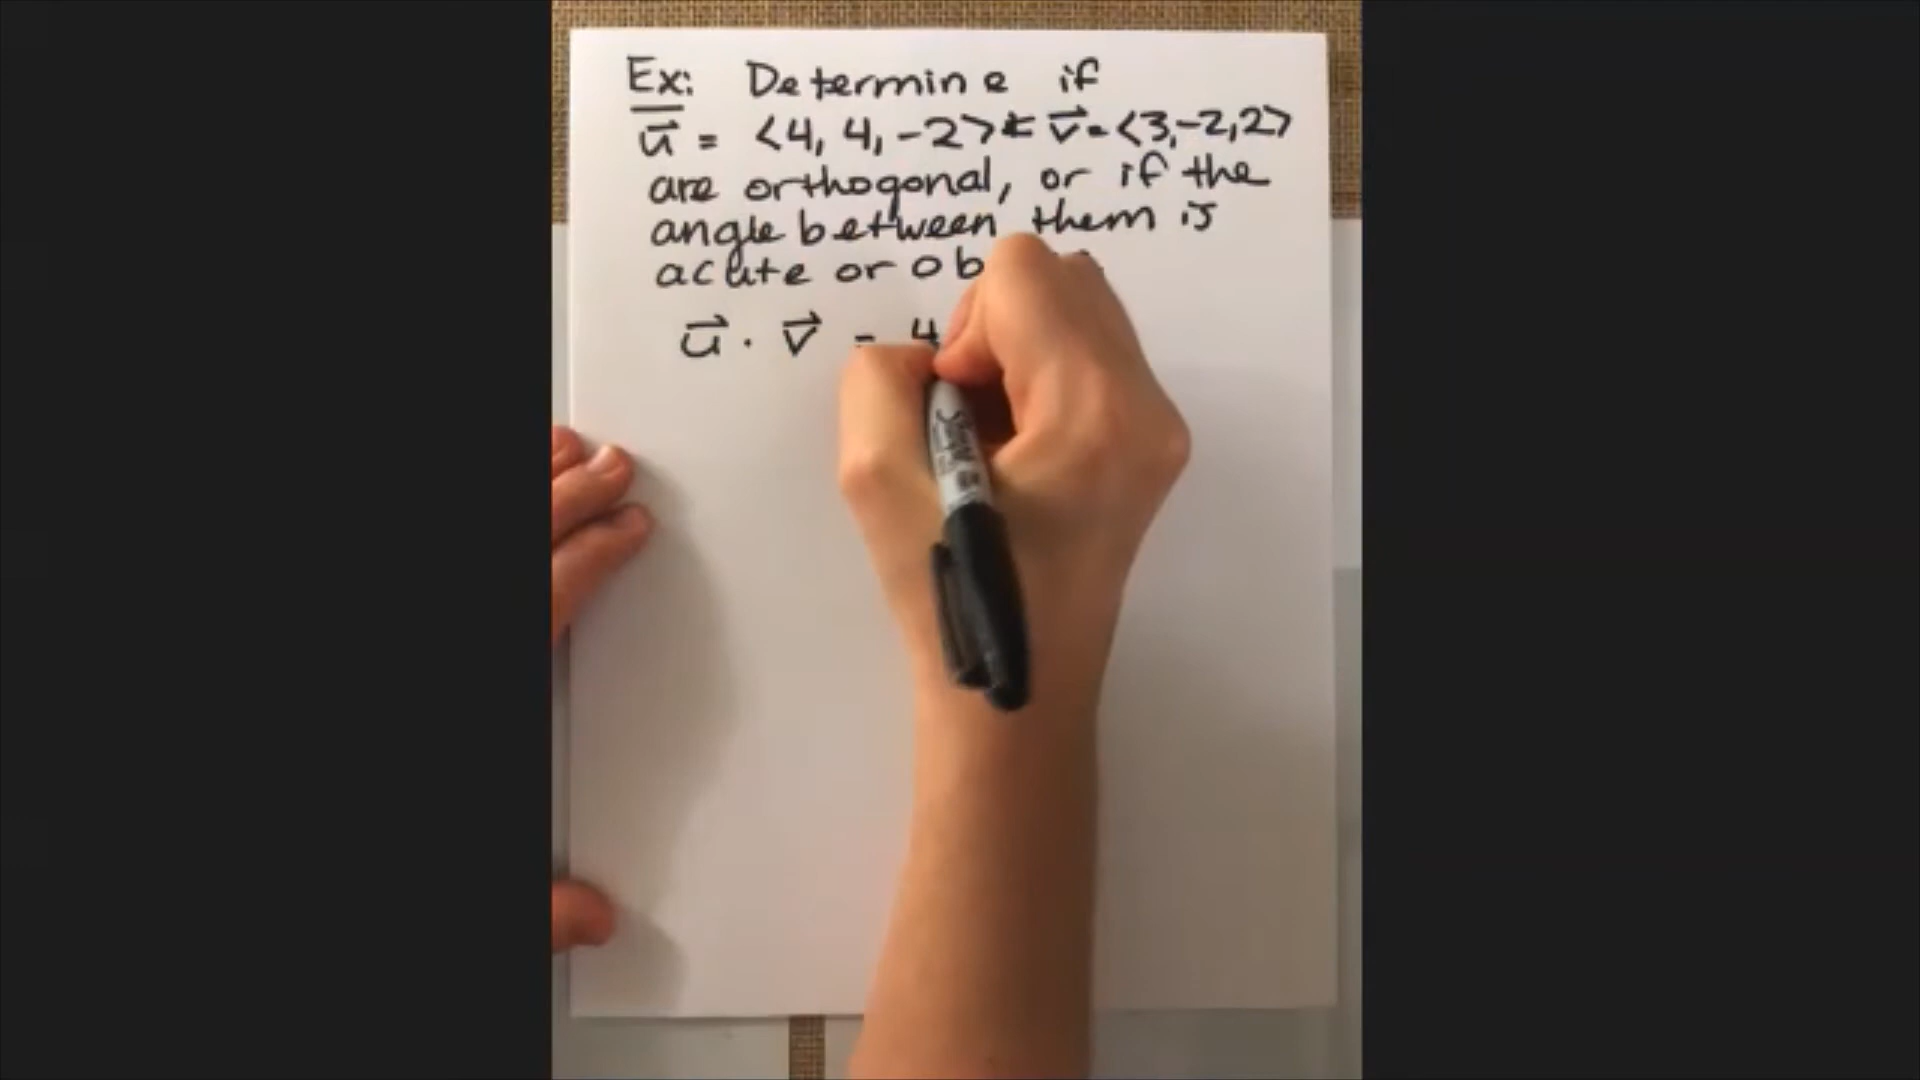 Ex: Determine if
u⃗ = <4, 4, -2> & v⃗ = <3, -2, 2>
are orthogonal, or if the
angle between them is
acute or ob
u⃗ · v⃗ = 4
Sharpie